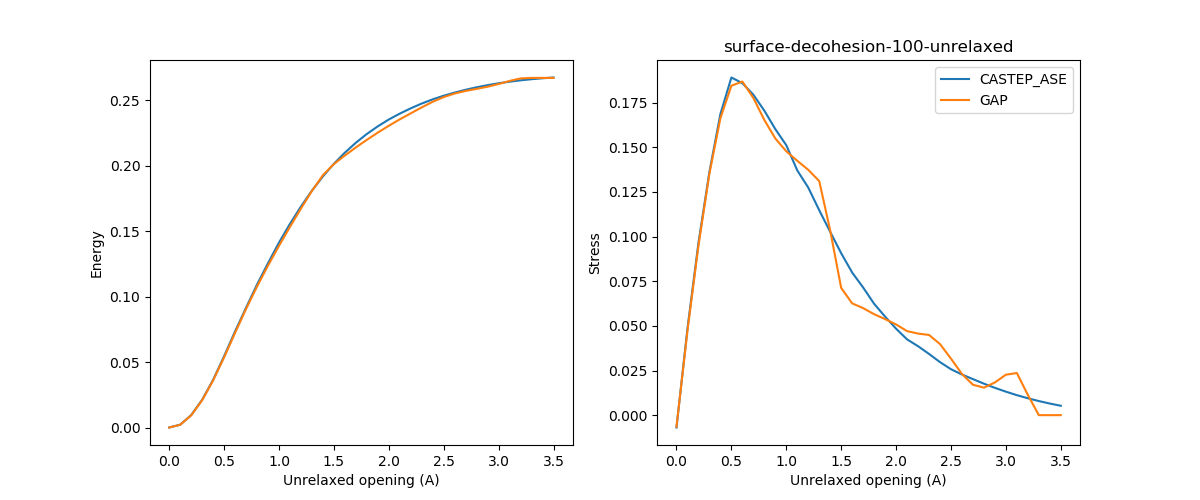 surface-decohesion-100-unrelaxed
Energy
0.25
0.20
0.15
0.10
0.05
0.00
0.0 0.5 1.0 1.5 2.0 2.5 3.0 3.5
Unrelaxed opening (A)
Stress
0.175
0.150
0.125
0.100
0.075
0.050
0.025
0.000
0.0 0.5 1.0 1.5 2.0 2.5 3.0 3.5
Unrelaxed opening (A)
CASTEP_ASE
GAP